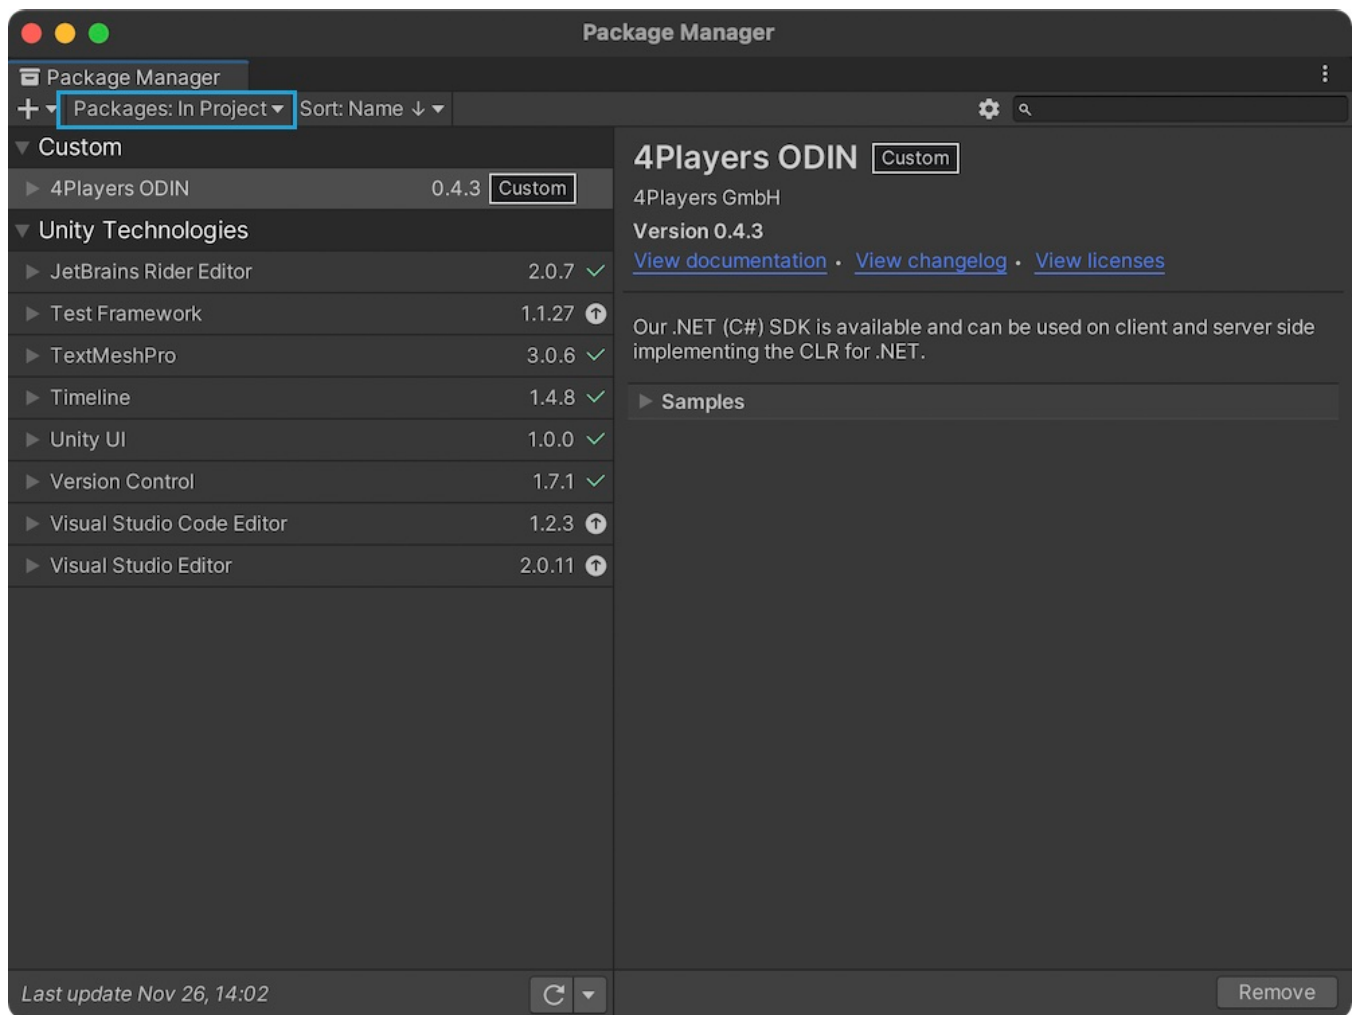 Package Manager
Package Manager
Packages: In Project Sort: Name ↓
Custom
4Players ODIN 0.4.3 Custom
Unity Technologies
JetBrains Rider Editor 2.0.7
Test Framework 1.1.27
TextMeshPro 3.0.6
Timeline 1.4.8
Unity UI 1.0.0
Version Control 1.7.1
Visual Studio Code Editor 1.2.3
Visual Studio Editor 2.0.11
Last update Nov 26, 14:02
4Players ODIN Custom
4Players GmbH
Version 0.4.3
View documentation • View changelog • View licenses
Our .NET (C#) SDK is available and can be used on client and server side
implementing the CLR for .NET.
Samples
Remove